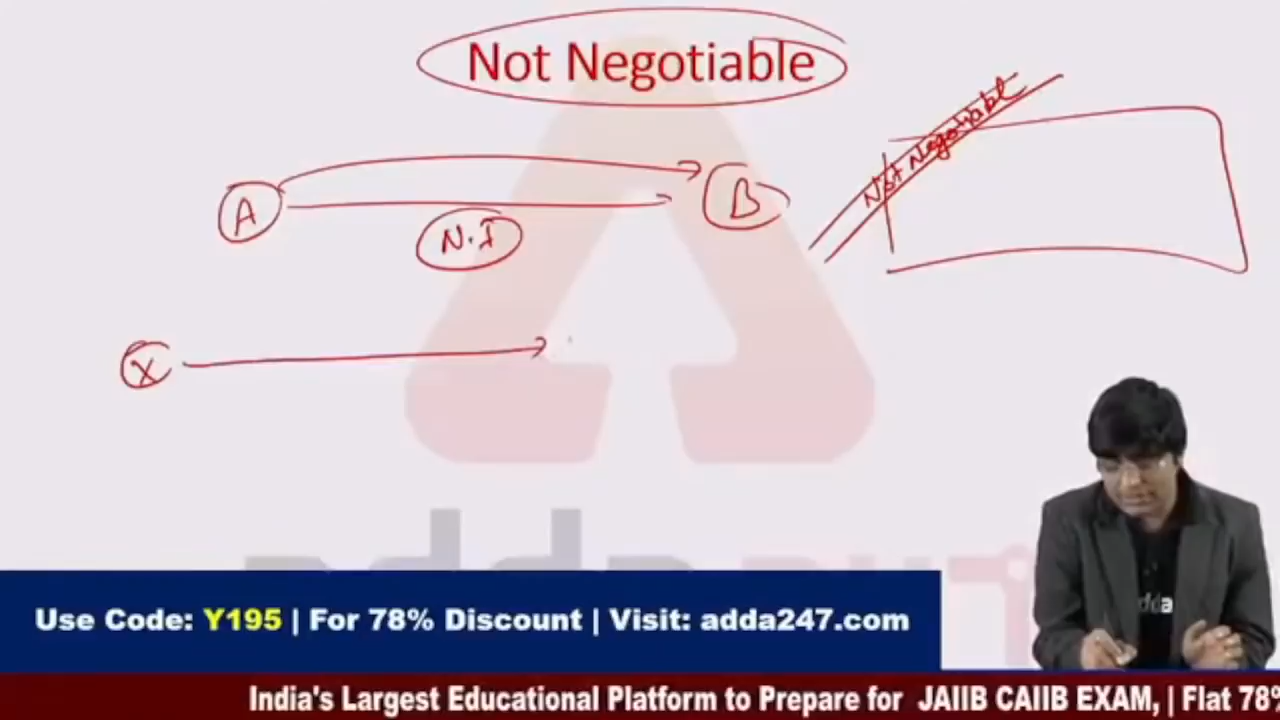 Not Negotiable
Not Negotiable
A
B
N.I
X
adda
Use Code: Y195 | For 78% Discount | Visit: adda247.com
India's Largest Educational Platform to Prepare for JAIIB CAIIB EXAM, | Flat 78%